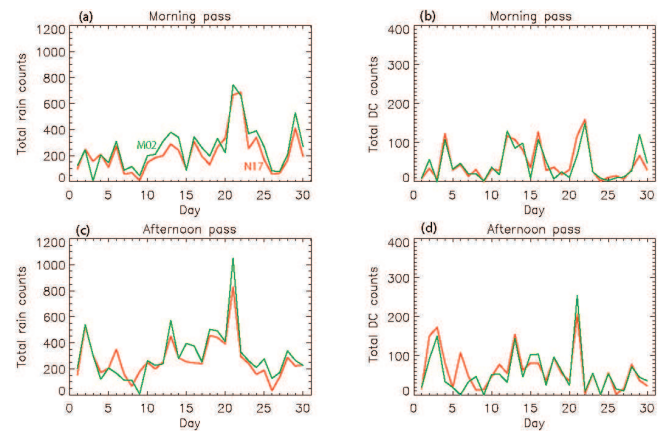 (a) Morning pass
1200
1000
800
600
400
200
0
Total rain counts
M02
N17
0 5 10 15 20 25 30
Day
(b) Morning pass
400
300
200
100
0
Total DC counts
0 5 10 15 20 25 30
Day
(c) Afternoon pass
1200
1000
800
600
400
200
0
Total rain counts
0 5 10 15 20 25 30
Day
(d) Afternoon pass
400
300
200
100
0
Total DC counts
0 5 10 15 20 25 30
Day